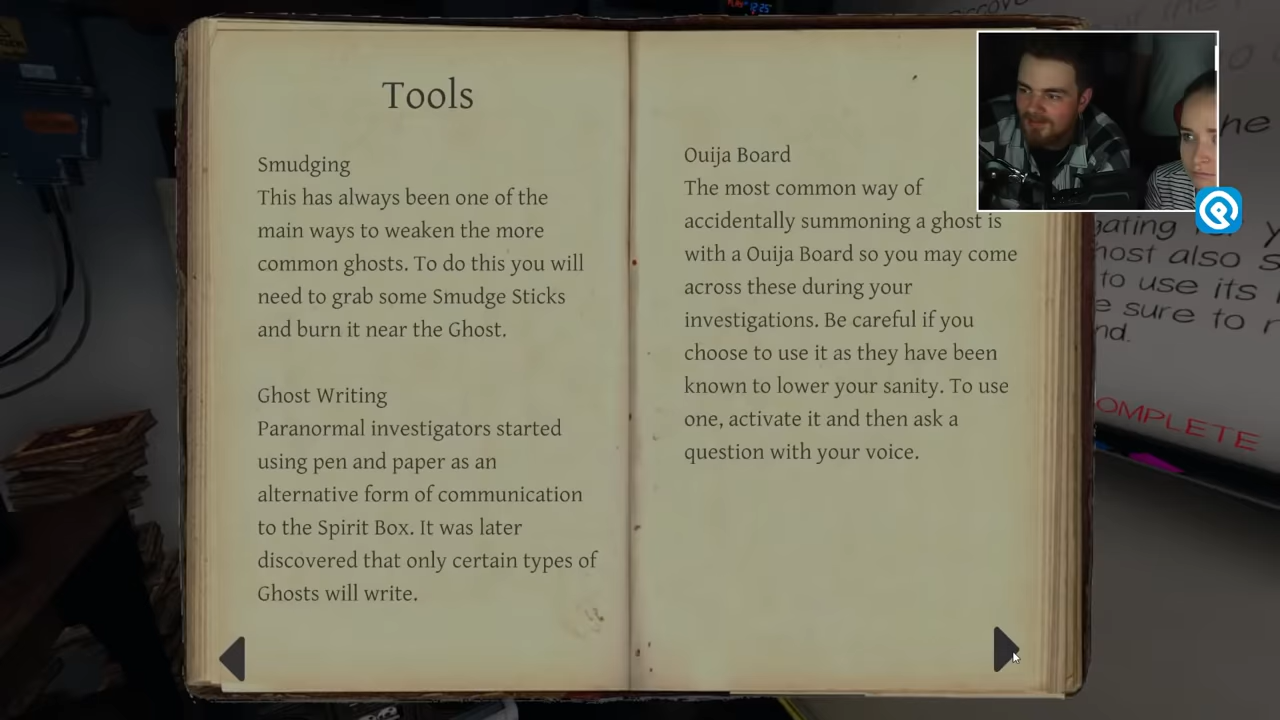 Tools
Smudging
This has always been one of the
main ways to weaken the more
common ghosts. To do this you will
need to grab some Smudge Sticks
and burn it near the Ghost.
Ghost Writing
Paranormal investigators started
using pen and paper as an
alternative form of communication
to the Spirit Box. It was later
discovered that only certain types of
Ghosts will write.
Ouija Board
The most common way of
accidentally summoning a ghost is
with a Ouija Board so you may come
across these during your
investigations. Be careful if you
choose to use it as they have been
known to lower your sanity. To use
one, activate it and then ask a
question with your voice.
also
to use its
sure to